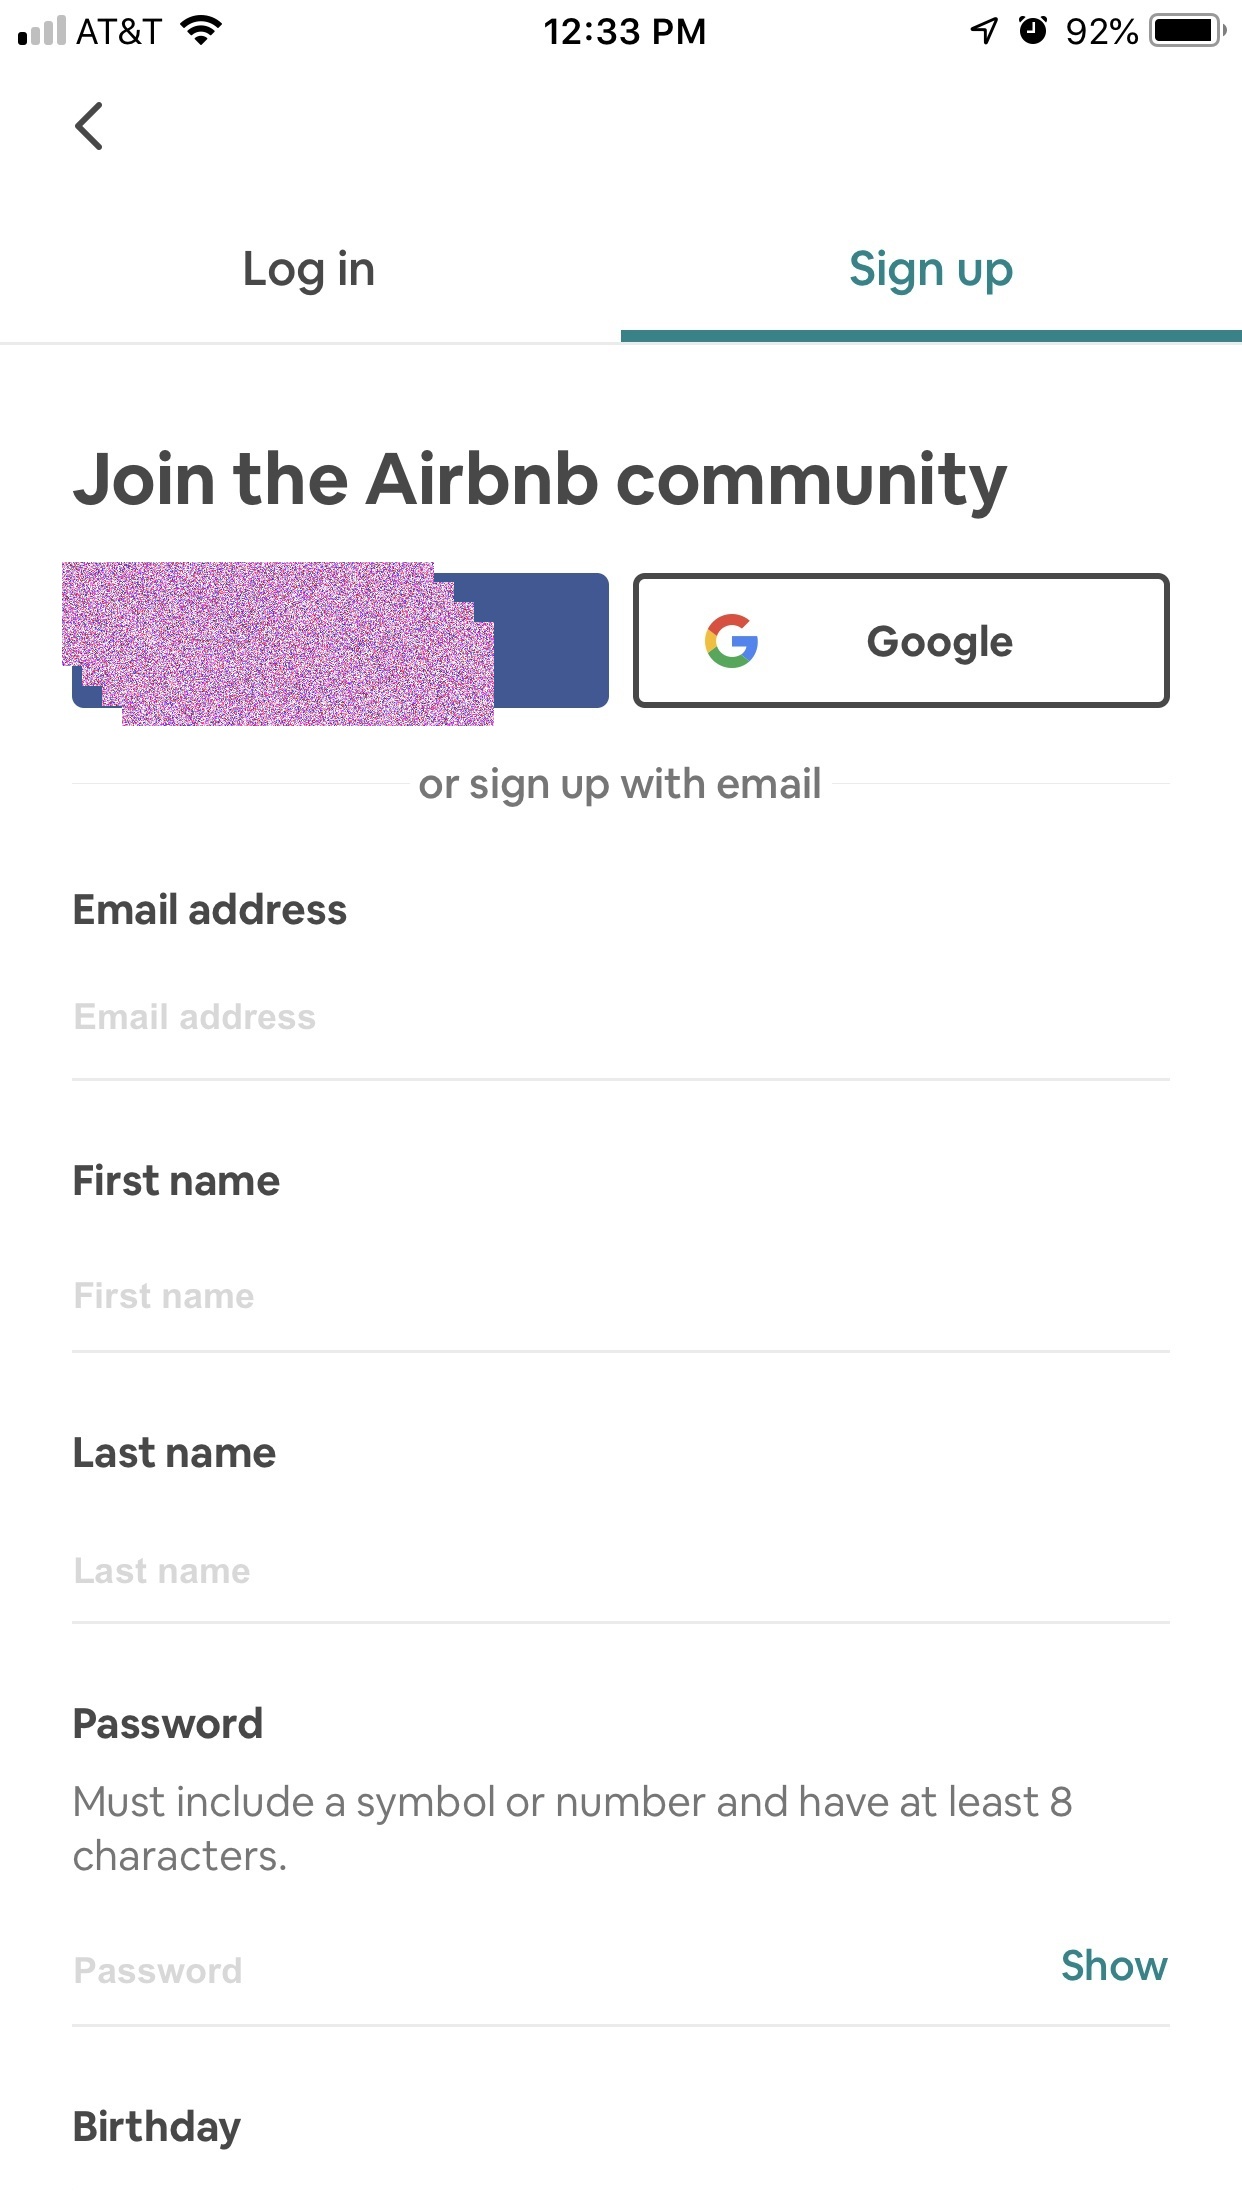 AT&T 12:33 PM 92%
Log in Sign up
Join the Airbnb community
Google
or sign up with email
Email address
Email address
First name
First name
Last name
Last name
Password
Must include a symbol or number and have at least 8
characters.
Password Show
Birthday